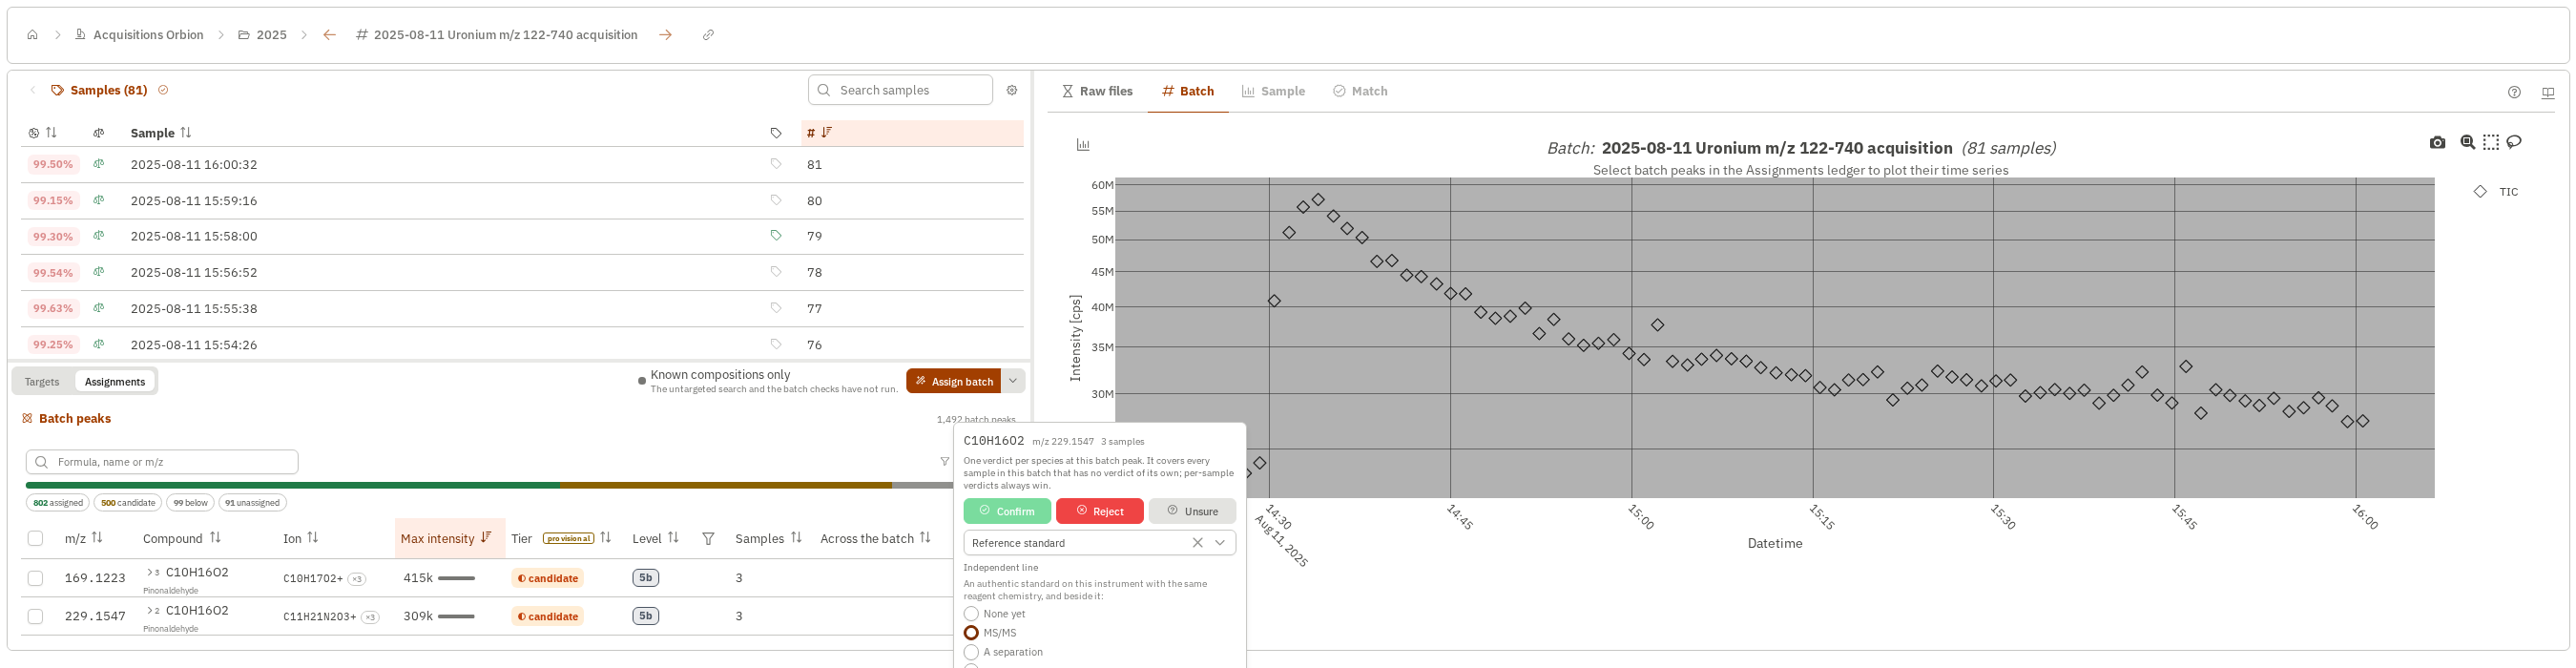 Acquisitions Orbion
2025
2025-08-11 Uronium m/z 122-740 acquisition
Samples (81)
Search samples
Sample #
99.50% 2025-08-11 16:00:32 81
99.15% 2025-08-11 15:59:16 80
99.30% 2025-08-11 15:58:00 79
99.54% 2025-08-11 15:56:52 78
99.63% 2025-08-11 15:55:38 77
99.25% 2025-08-11 15:54:26 76
Targets Assignments
Known compositions only
The untargeted search and the batch checks have not run.
Assign batch
Batch peaks
1,492 batch peaks
Formula, name or m/z
802 assigned 500 candidate 99 below 91 unassigned
m/z Compound Ion Max intensity Tier provisional Level Samples Across the batch
169.1223 3 C10H16O2 C10H17O2+ ×3 415k candidate 5b 3
Pinonaldehyde
229.1547 2 C10H16O2 C11H21N2O3+ ×3 309k candidate 5b 3
Pinonaldehyde
C10H16O2 m/z 229.1547 3 samples
One verdict per species at this batch peak. It covers every
sample in this batch that has no verdict of its own; per-sample
verdicts always win.
Confirm Reject Unsure
Reference standard
Independent line
An authentic standard on this instrument with the same
reagent chemistry, and beside it:
None yet
MS/MS
A separation
Raw files Batch Sample Match
Batch: 2025-08-11 Uronium m/z 122-740 acquisition (81 samples)
Select batch peaks in the Assignments ledger to plot their time series
TIC
Intensity [cps]
60M
55M
50M
45M
40M
35M
30M
14:30 14:45 15:00 15:15 15:30 15:45 16:00
Aug 11, 2025
Datetime